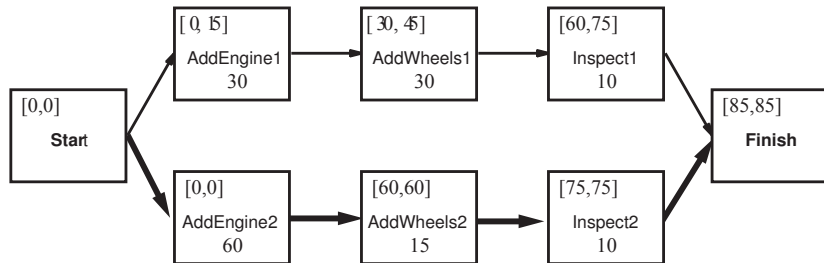 [0, 15]
AddEngine1
30
[30, 45]
AddWheels1
30
[60,75]
Inspect1
10
[0,0]
Start
[85,85]
Finish
[0,0]
AddEngine2
60
[60,60]
AddWheels2
15
[75,75]
Inspect2
10